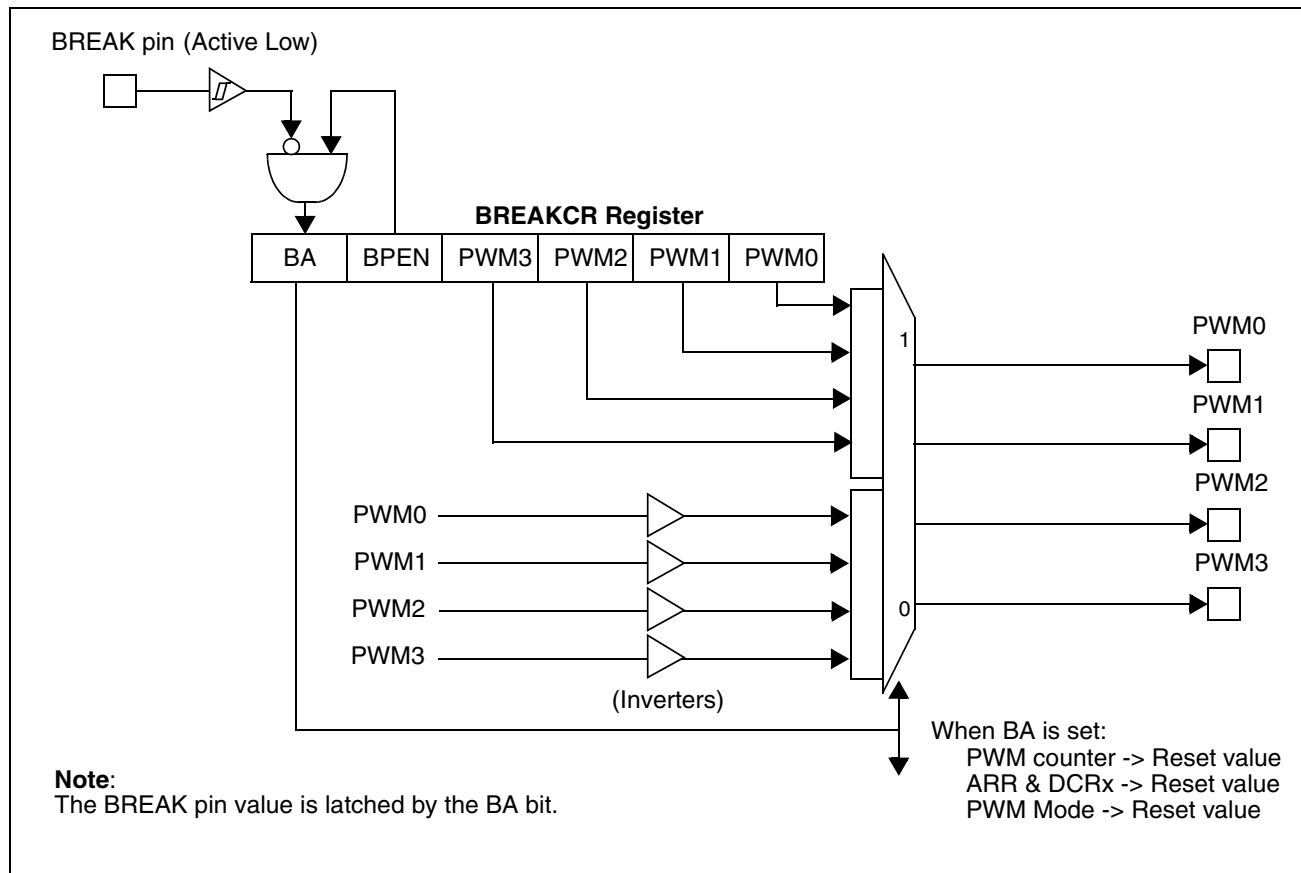 BREAK pin (Active Low)
BREAKCR Register
BA BPEN PWM3 PWM2 PWM1 PWM0
1
PWM0
PWM1
PWM2
PWM3
PWM0
PWM1
PWM2
PWM3
0
(Inverters)
When BA is set:
PWM counter -> Reset value
ARR & DCRx -> Reset value
PWM Mode -> Reset value
Note:
The BREAK pin value is latched by the BA bit.